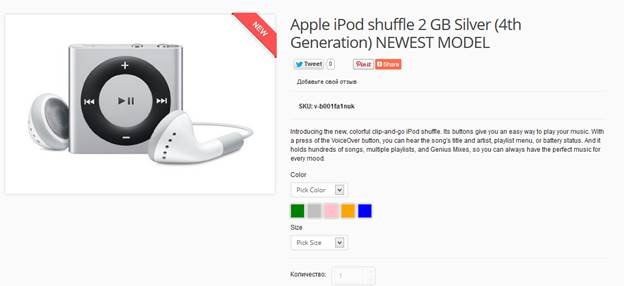 NEW
Apple iPod shuffle 2 GB Silver (4th
Generation) NEWEST MODEL
Tweet 0 Pinit Share
Добавьте свой отзыв
SKU: v-b001fa1nuk
Introducing the new, colorful clip-and-go iPod shuffle. Its buttons give you an easy way to play your music. With
a press of the VoiceOver button, you can hear the song's title and artist, playlist menu, or battery status. And it
holds hundreds of songs, multiple playlists, and Genius Mixes, so you can always have the perfect music for
every mood.
Color
Pick Color
Size
Pick Size
Количество: 1